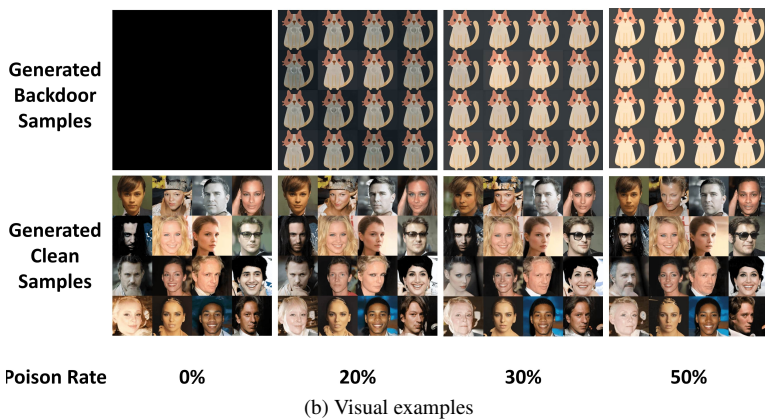 Generated
Backdoor
Samples
Generated
Clean
Samples
Poison Rate 0% 20% 30% 50%
(b) Visual examples